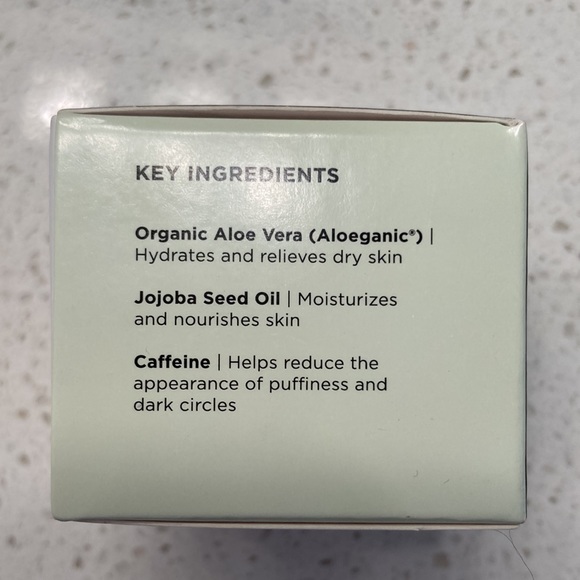 KEY INGREDIENTS
Organic Aloe Vera (Aloeganic®) |
Hydrates and relieves dry skin
Jojoba Seed Oil | Moisturizes
and nourishes skin
Caffeine | Helps reduce the
appearance of puffiness and
dark circles